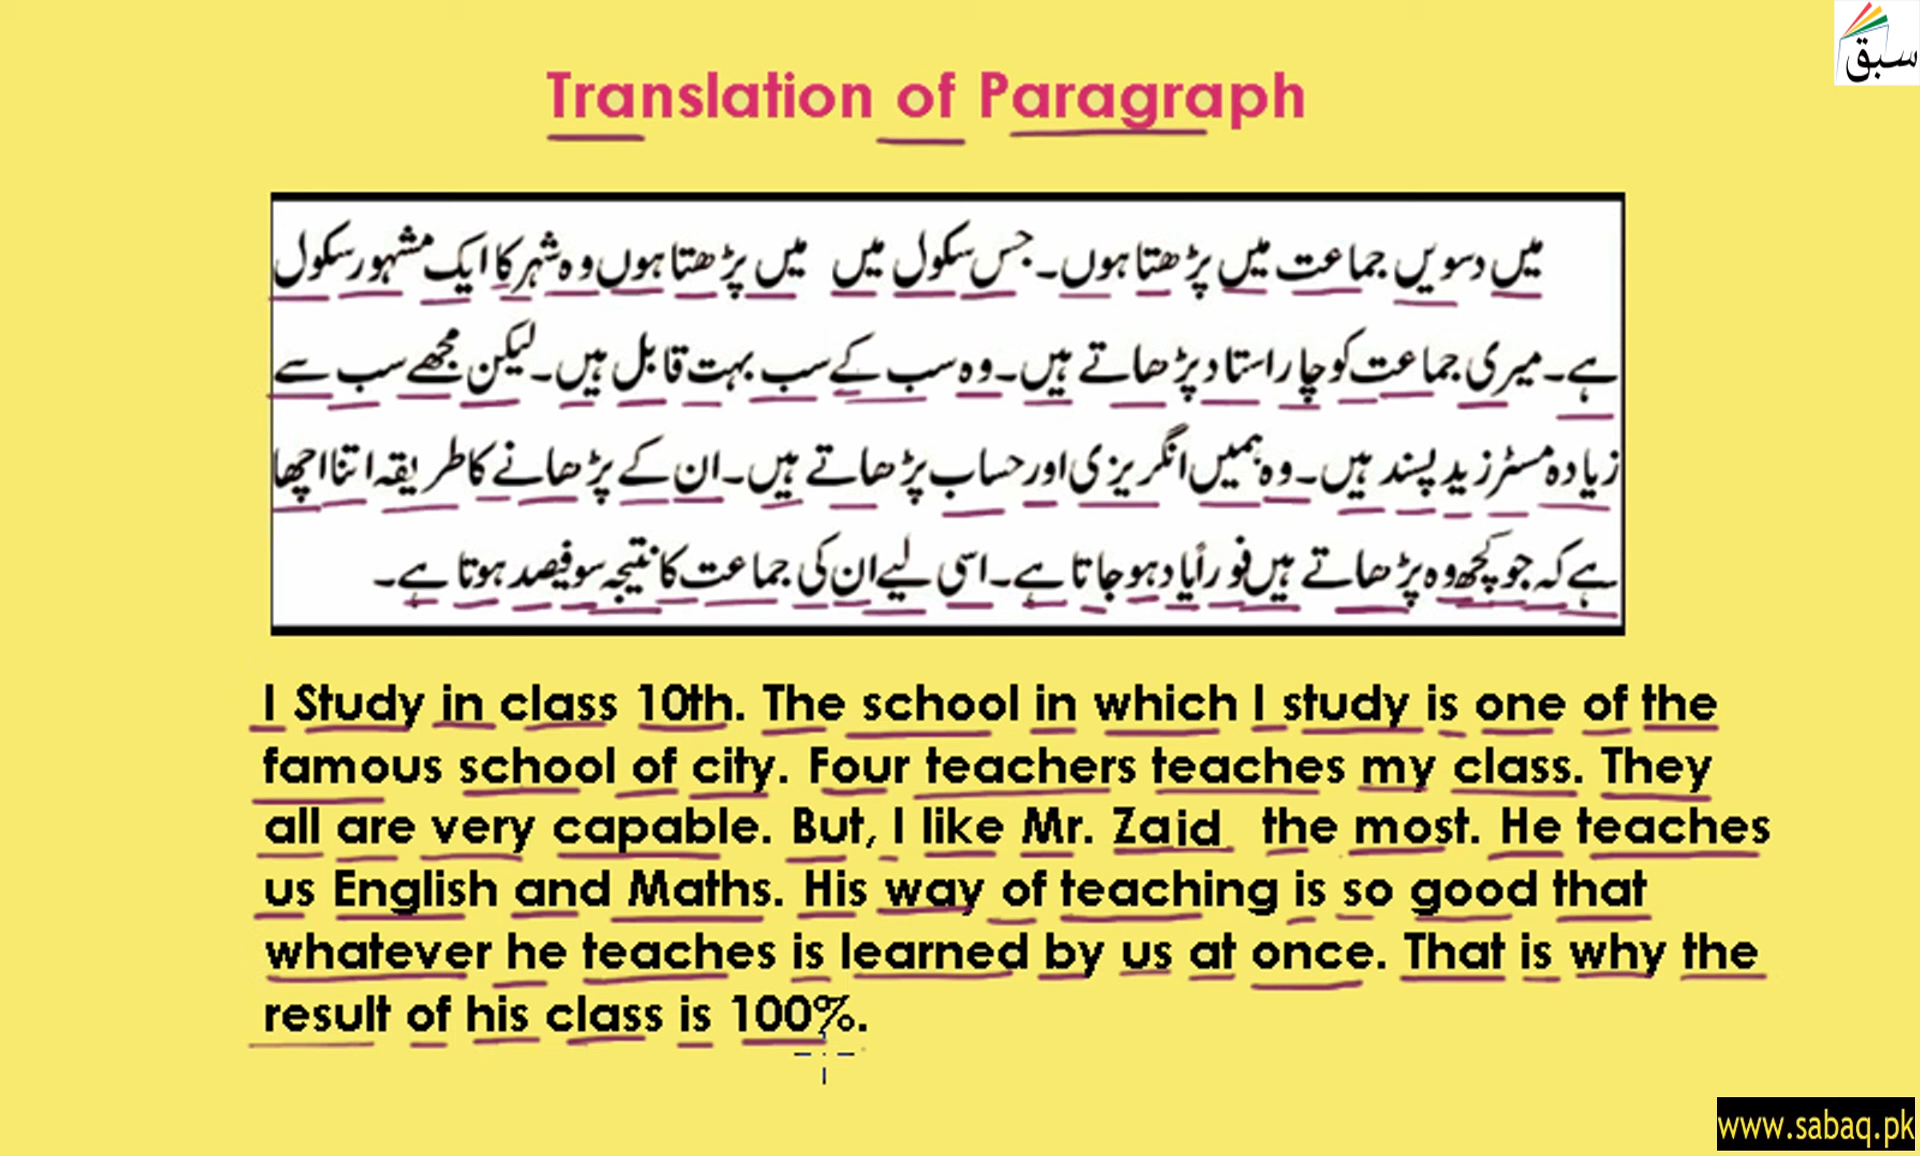 سبق
Translation of Paragraph
میں دسویں جماعت میں پڑھتا ہوں۔ جس سکول میں میں پڑھتا ہوں وہ شہر کا ایک مشہور سکول
ہے۔ میری جماعت کو چار استاد پڑھاتے ہیں۔ وہ سب کے سب بہت قابل ہیں۔ لیکن مجھے سب سے
زیادہ مسٹر زید پسند ہیں۔ وہ ہمیں انگریزی اور حساب پڑھاتے ہیں۔ ان کے پڑھانے کا طریقہ اتنا اچھا
ہے کہ جو کچھ وہ پڑھاتے ہیں فوراً یاد ہو جاتا ہے۔ اسی لیے ان کی جماعت کا نتیجہ سو فیصد ہوتا ہے۔
I Study in class 10th. The school in which I study is one of the
famous school of city. Four teachers teaches my class. They
all are very capable. But, I like Mr. Zaid the most. He teaches
us English and Maths. His way of teaching is so good that
whatever he teaches is learned by us at once. That is why the
result of his class is 100%.
www.sabaq.pk